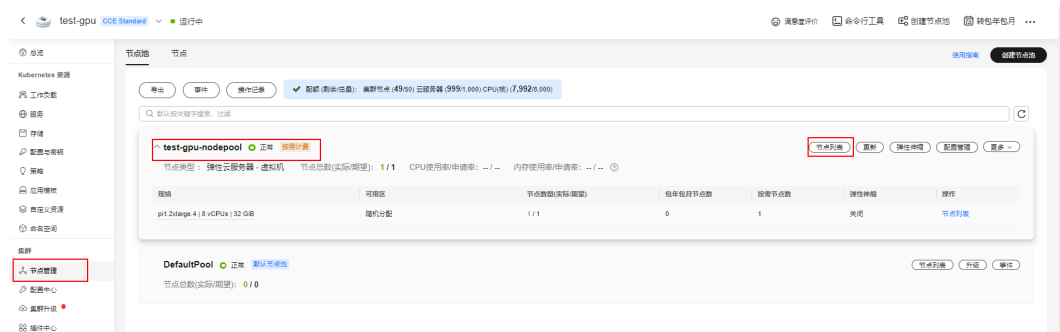 test-gpu CCE Standard 运行中 满意度评价 命令行工具 创建节点池 转包年包月 ...
总览
Kubernetes 资源
工作负载
服务
存储
配置与密钥
策略
应用模板
自定义资源
命名空间
集群
节点管理
配置中心
集群升级
插件中心
节点池 节点 使用指南 创建节点池
导出 事件 操作记录 配额 (剩余/总量): 集群节点 (49/50) 云服务器 (999/1,000) CPU(核) (7,992/8,000)
默认按关键字搜索、过滤
test-gpu-nodepool 正常 按需计费 节点列表 更新 弹性伸缩 配置管理 更多
节点类型： 弹性云服务器 - 虚拟机 节点总数(实际/期望)： 1 / 1 CPU使用率/申请率： -- / -- 内存使用率/申请率： -- / --
规格 可用区 节点数量(实际/期望) 包年包月节点数 按需节点数 弹性伸缩 操作
pi1.2xlarge.4 | 8 vCPUs | 32 GiB 随机分配 1 / 1 0 1 关闭 节点列表
DefaultPool 正常 默认节点池 节点列表 升级 事件
节点总数(实际/期望)： 0 / 0